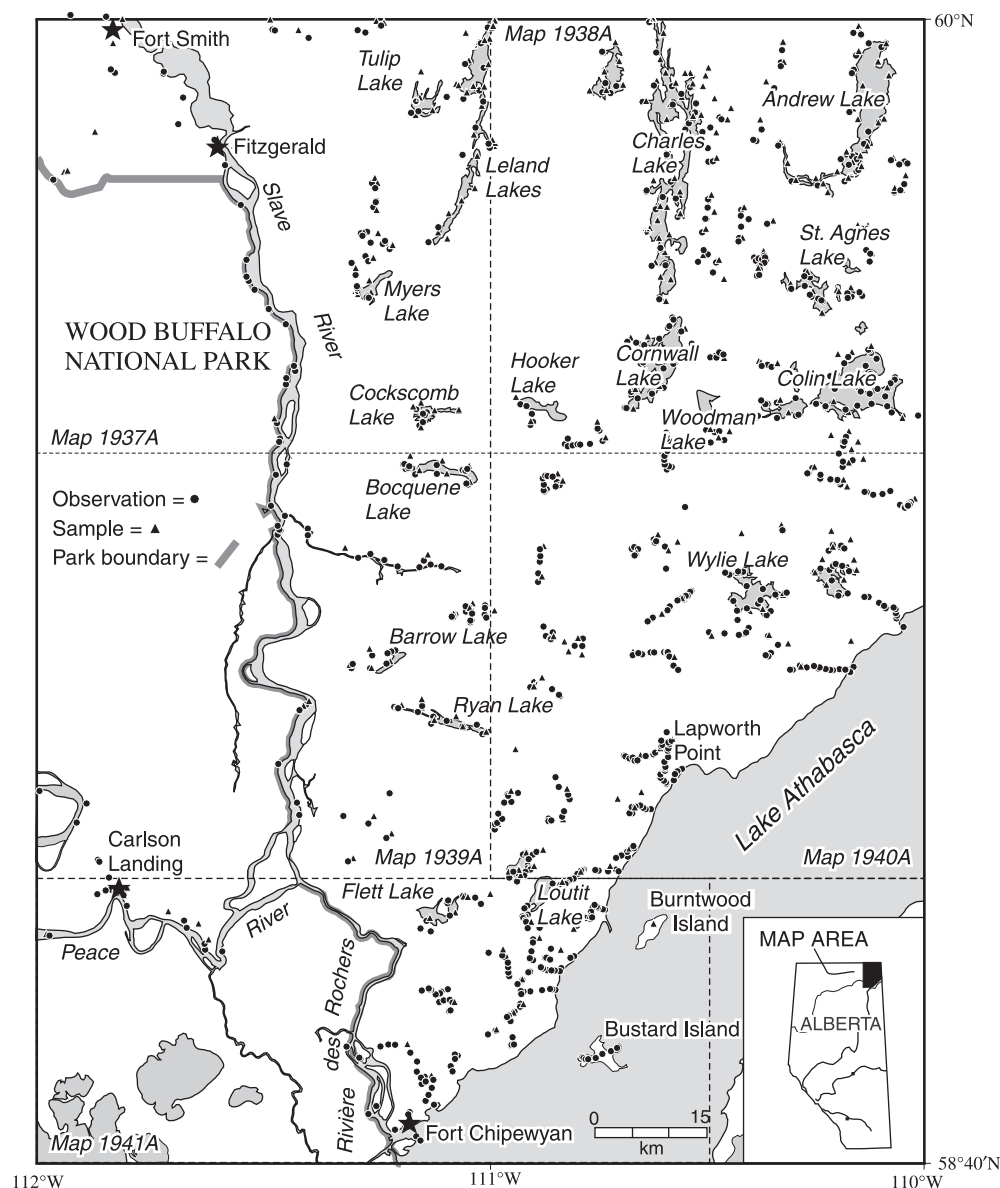 60°N
Fort Smith
Map 1938A
Tulip
Lake
Andrew Lake
Fitzgerald
Charles
Lake
Leland
Lakes
Slave
River
St. Agnes
Lake
Myers
Lake
WOOD BUFFALO
NATIONAL PARK
Hooker
Lake
Cornwall
Lake
Colin Lake
Cockscomb
Lake
Woodman
Lake
Map 1937A
Bocquene
Lake
Observation =
Sample =
Park boundary =
Wylie Lake
Barrow Lake
Ryan Lake
Lapworth
Point
Lake Athabasca
Carlson
Landing
Map 1939A
Map 1940A
Flett Lake
Loutit
Lake
Burntwood
Island
River
Peace
MAP AREA
ALBERTA
Rivière des Rochers
Bustard Island
0 15
km
Fort Chipewyan
Map 1941A
58°40′N
112°W 111°W 110°W